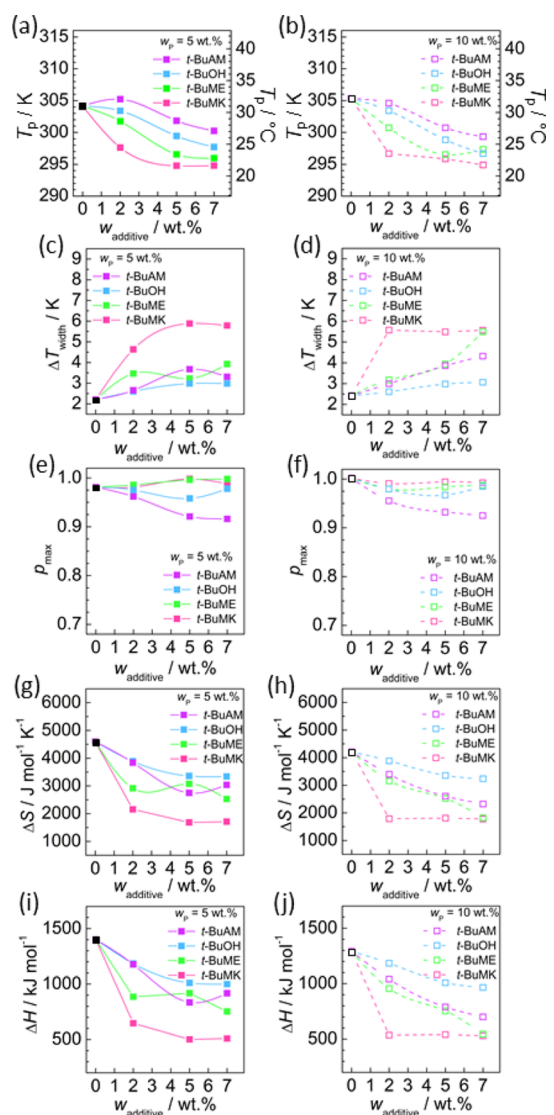 (a)
315
310
305
300
295
290
T_p / K
w_P = 5 wt.%
t-BuAM
t-BuOH
t-BuME
t-BuMK
40
35
30
25
20
T_p / °C
0 1 2 3 4 5 6 7
w_additive / wt.%
(b)
315
310
305
300
295
290
T_p / K
w_P = 10 wt.%
t-BuAM
t-BuOH
t-BuME
t-BuMK
40
35
30
25
20
T_p / °C
0 1 2 3 4 5 6 7
w_additive / wt.%
(c)
9
8
7
6
5
4
3
2
ΔT_width / K
w_P = 5 wt.%
t-BuAM
t-BuOH
t-BuME
t-BuMK
0 1 2 3 4 5 6 7
w_additive / wt.%
(d)
9
8
7
6
5
4
3
2
ΔT_width / K
w_P = 10 wt.%
t-BuAM
t-BuOH
t-BuME
t-BuMK
0 1 2 3 4 5 6 7
w_additive / wt.%
(e)
1.0
0.9
0.8
0.7
p_max
w_P = 5 wt.%
t-BuAM
t-BuOH
t-BuME
t-BuMK
0 1 2 3 4 5 6 7
w_additive / wt.%
(f)
1.0
0.9
0.8
0.7
p_max
w_P = 10 wt.%
t-BuAM
t-BuOH
t-BuME
t-BuMK
0 1 2 3 4 5 6 7
w_additive / wt.%
(g)
6000
5000
4000
3000
2000
1000
ΔS / J mol⁻¹ K⁻¹
w_P = 5 wt.%
t-BuAM
t-BuOH
t-BuME
t-BuMK
0 1 2 3 4 5 6 7
w_additive / wt.%
(h)
6000
5000
4000
3000
2000
1000
ΔS / J mol⁻¹ K⁻¹
w_P = 10 wt.%
t-BuAM
t-BuOH
t-BuME
t-BuMK
0 1 2 3 4 5 6 7
w_additive / wt.%
(i)
1500
1000
500
ΔH / kJ mol⁻¹
w_P = 5 wt.%
t-BuAM
t-BuOH
t-BuME
t-BuMK
0 1 2 3 4 5 6 7
w_additive / wt.%
(j)
1500
1000
500
ΔH / kJ mol⁻¹
w_P = 10 wt.%
t-BuAM
t-BuOH
t-BuME
t-BuMK
0 1 2 3 4 5 6 7
w_additive / wt.%